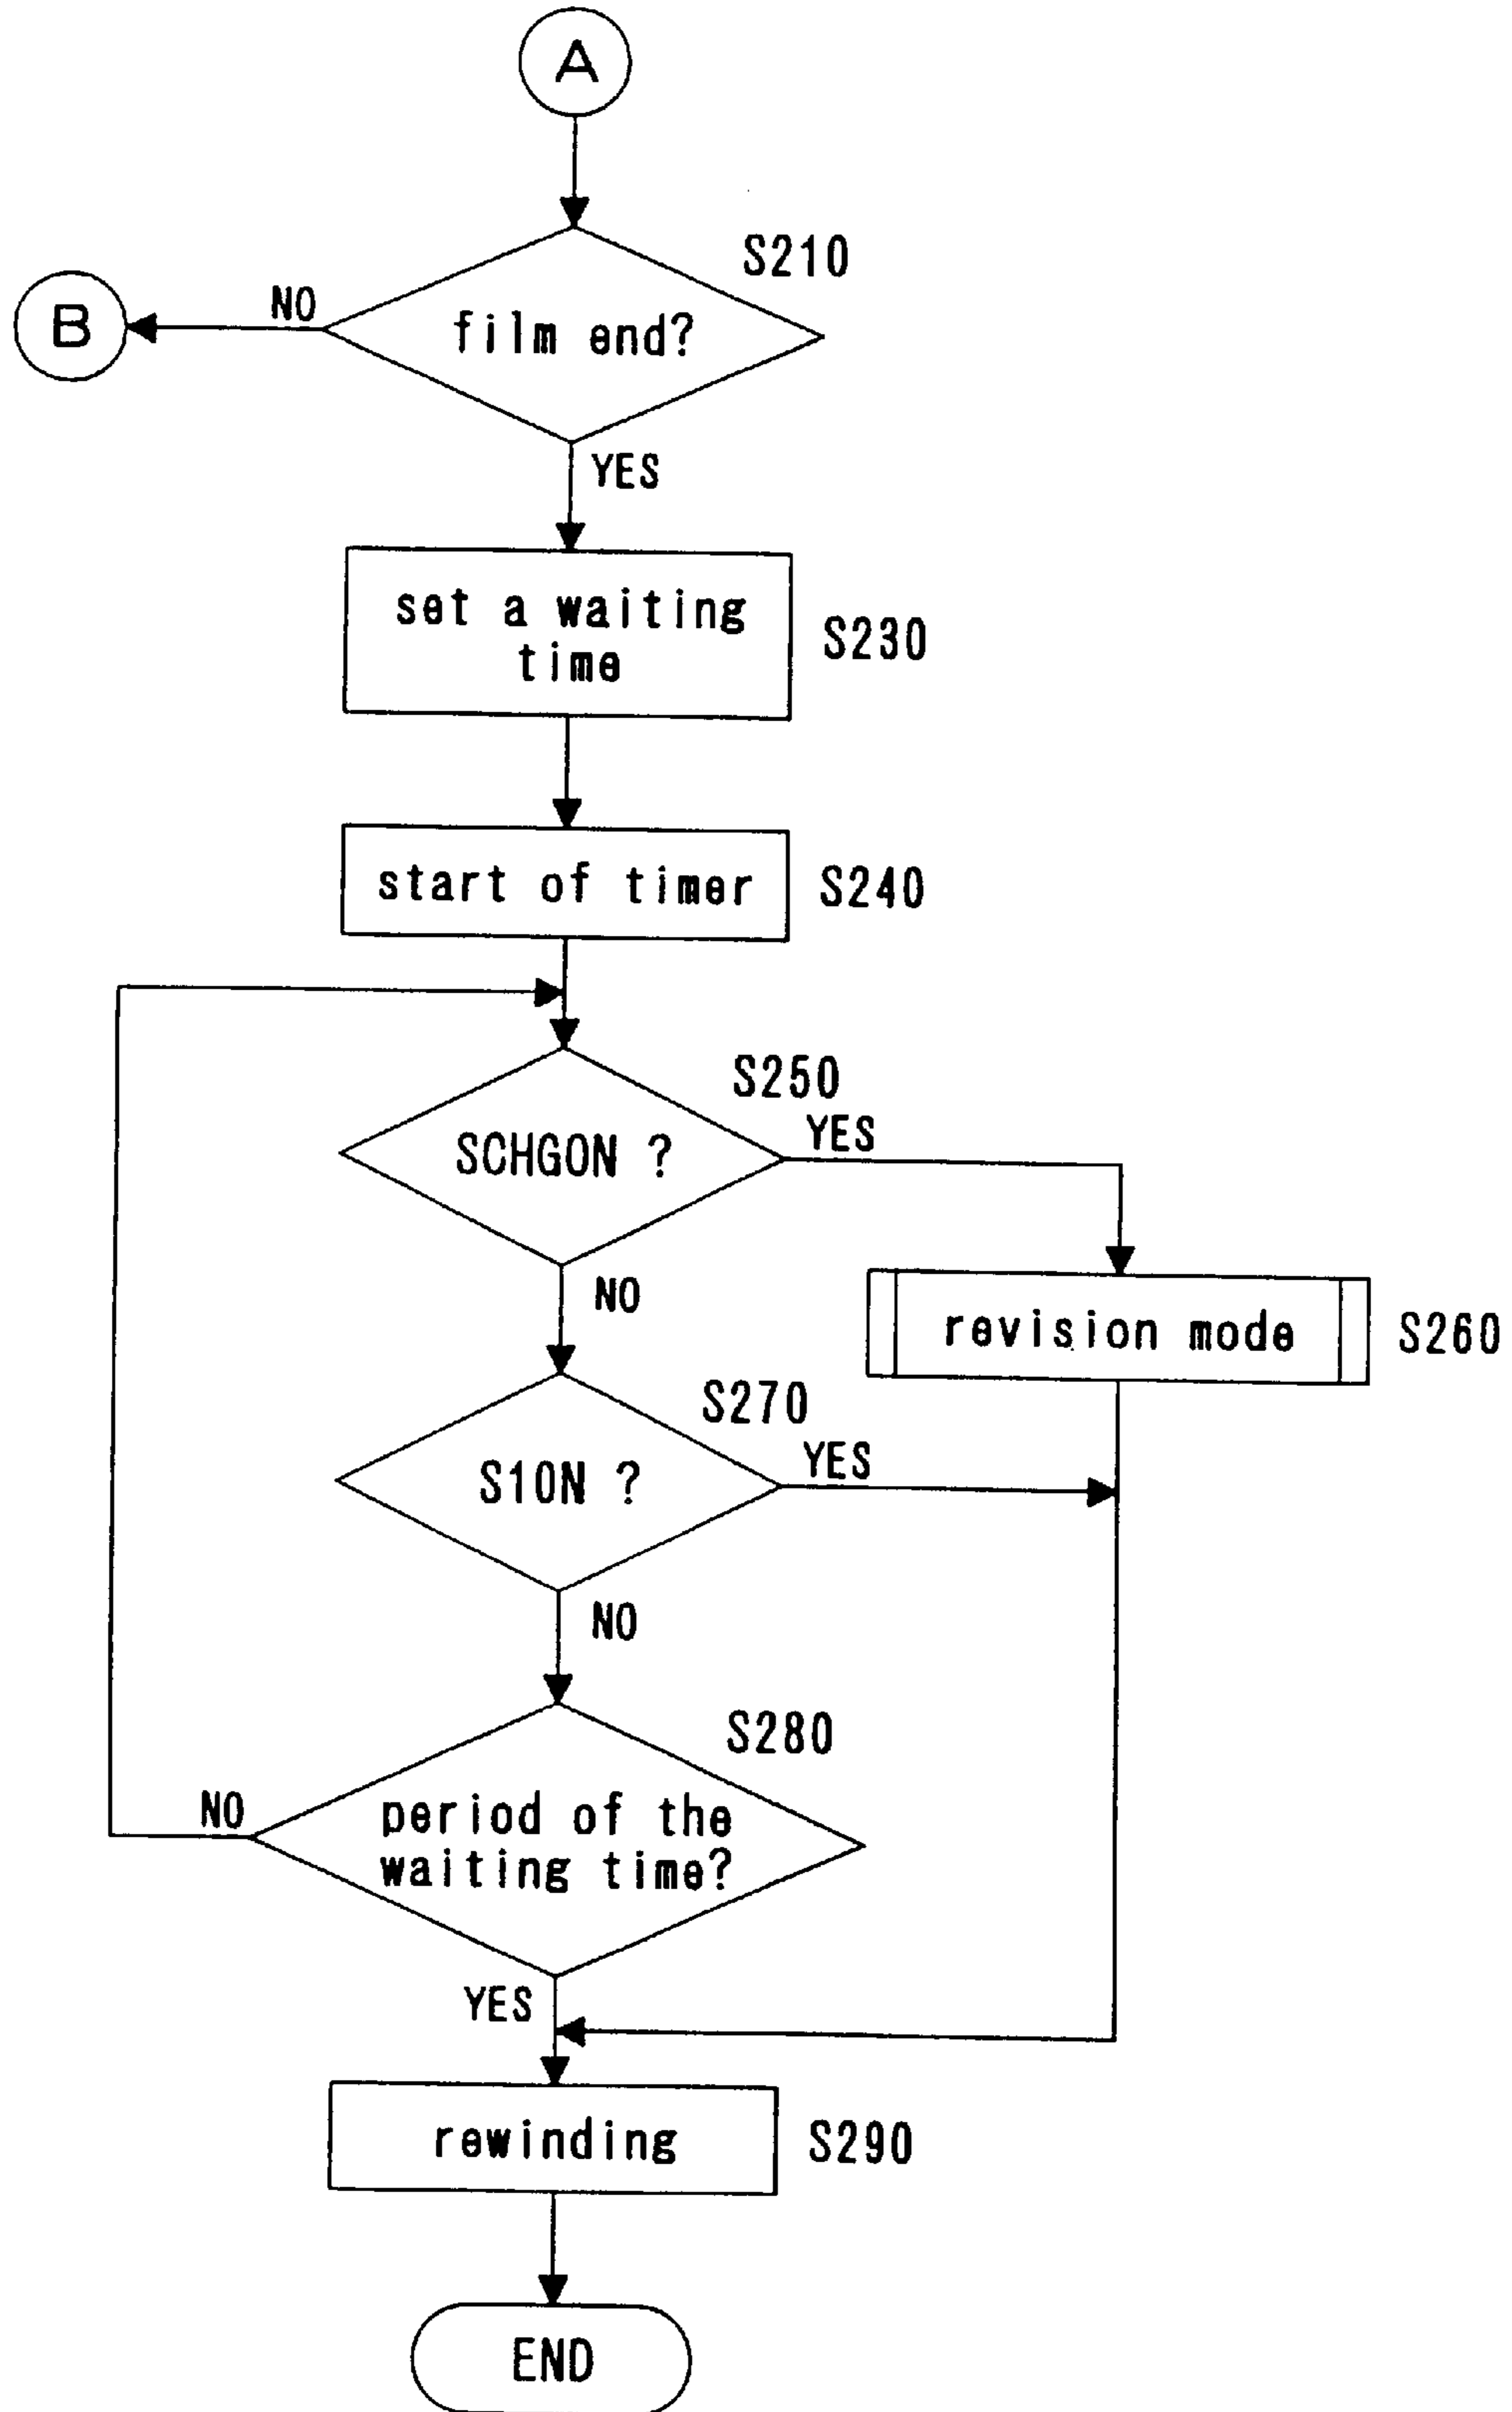 A
S210
B
NO
film end?
YES
set a waiting
time
S230
start of timer
S240
S250
SCHGON ?
YES
NO
revision mode
S260
S270
S1ON ?
YES
NO
S280
NO
period of the
waiting time?
YES
rewinding
S290
END